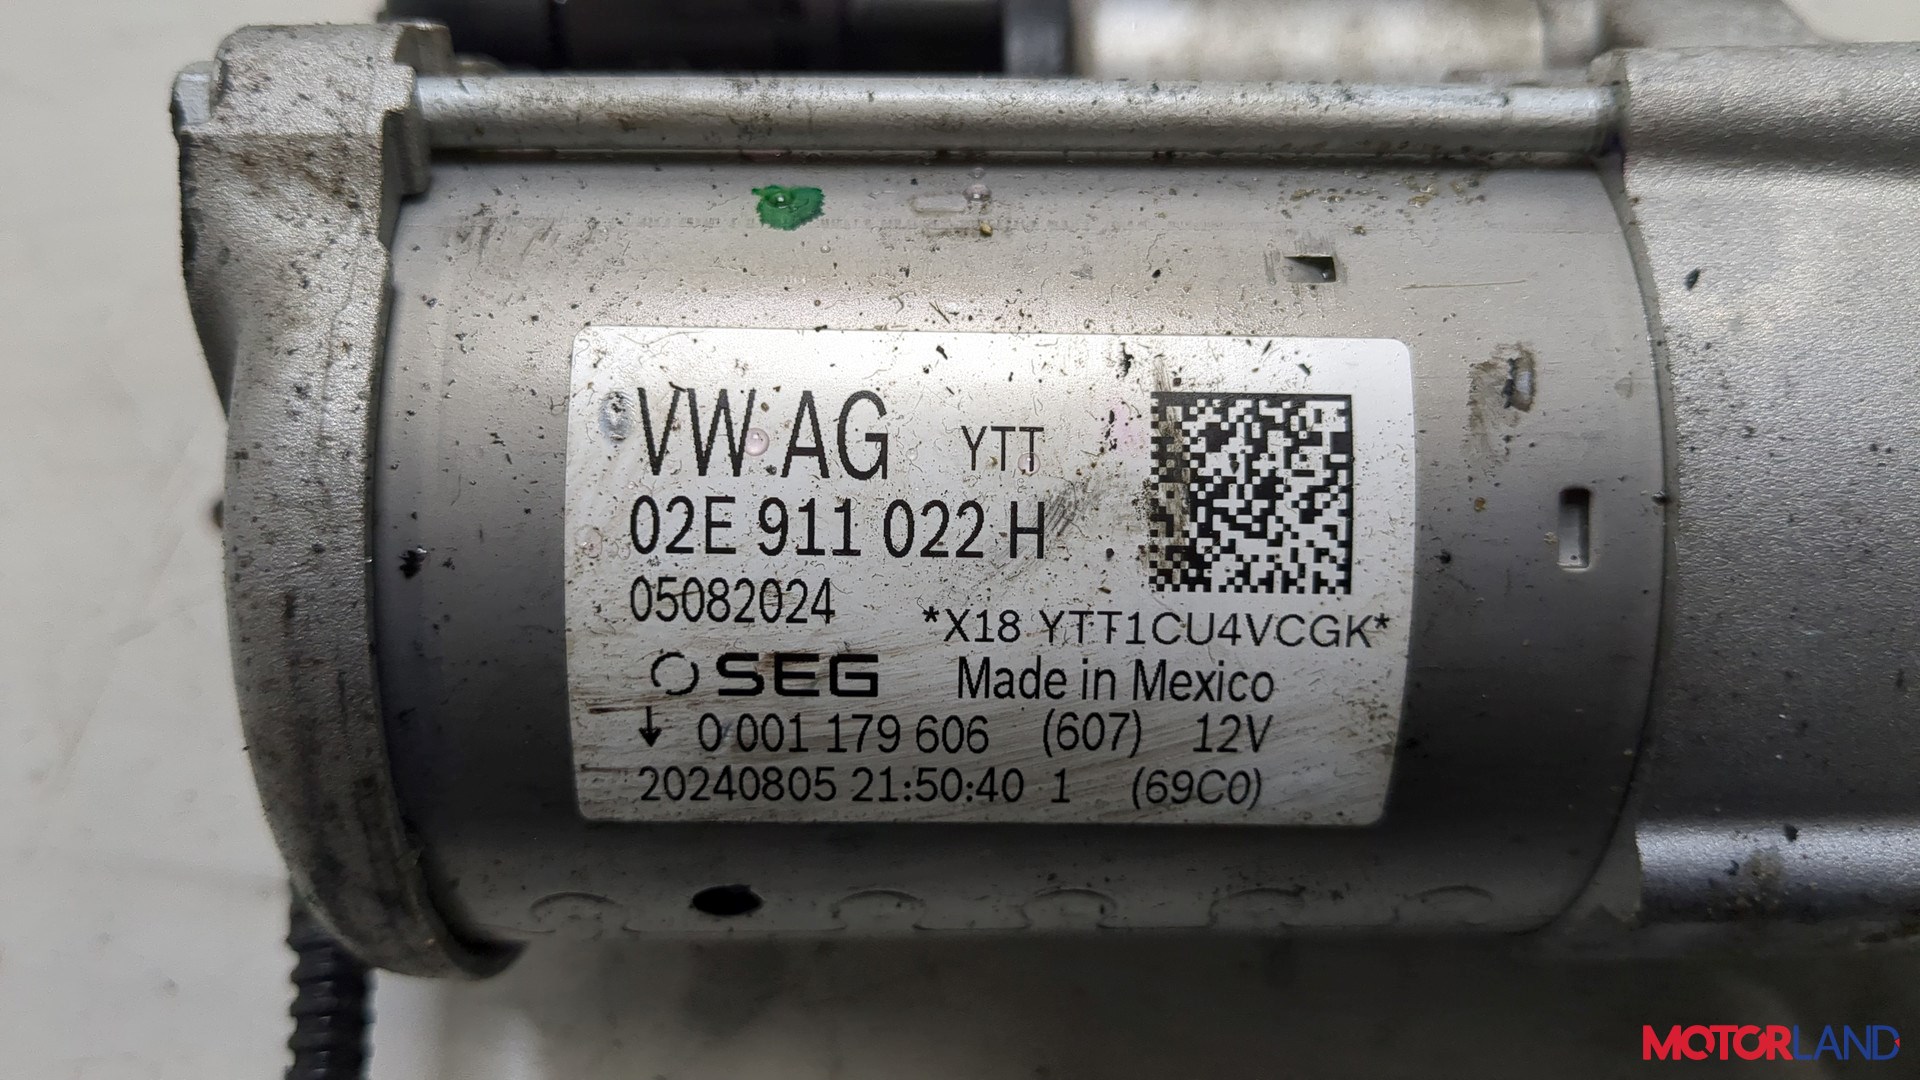 VW AG YTT
02E 911 022 H
05082024
*X18 YTT1CU4VCGK*
SEG Made in Mexico
↓ 0 001 179 606 (607) 12V
20240805 21:50:40 1 (69C0)
MOTORLAND